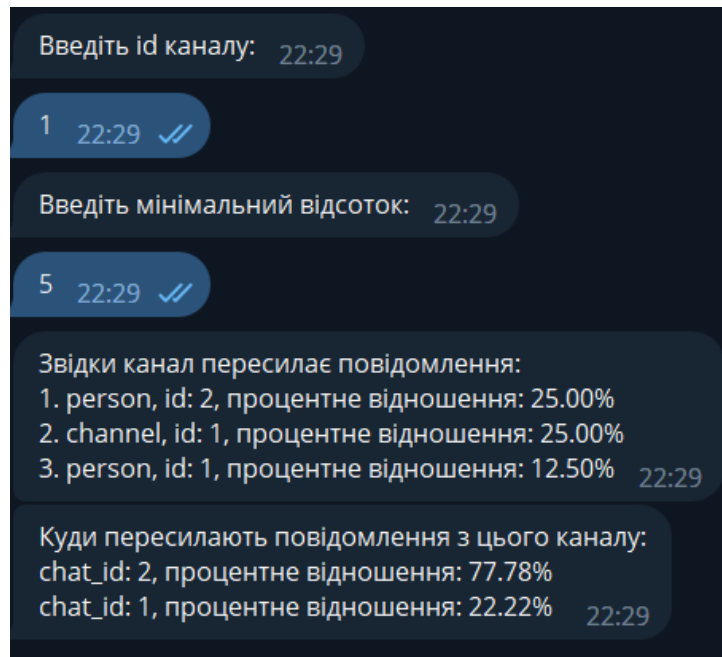 Введіть id каналу: 22:29
1 22:29
Введіть мінімальний відсоток: 22:29
5 22:29
Звідки канал пересилає повідомлення:
1. person, id: 2, процентне відношення: 25.00%
2. channel, id: 1, процентне відношення: 25.00%
3. person, id: 1, процентне відношення: 12.50% 22:29
Куди пересилають повідомлення з цього каналу:
chat_id: 2, процентне відношення: 77.78%
chat_id: 1, процентне відношення: 22.22% 22:29